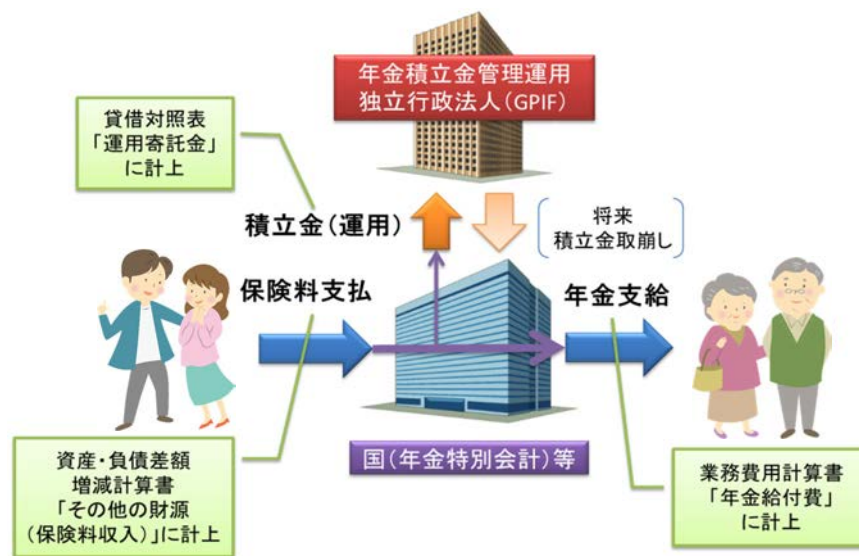 年金積立金管理運用
独立行政法人(GPIF)
貸借対照表
「運用寄託金」
に計上
積立金(運用)
将来
積立金取崩し
保険料支払
年金支給
国(年金特別会計)等
資産・負債差額
増減計算書
「その他の財源
(保険料収入)」に計上
業務費用計算書
「年金給付費」
に計上